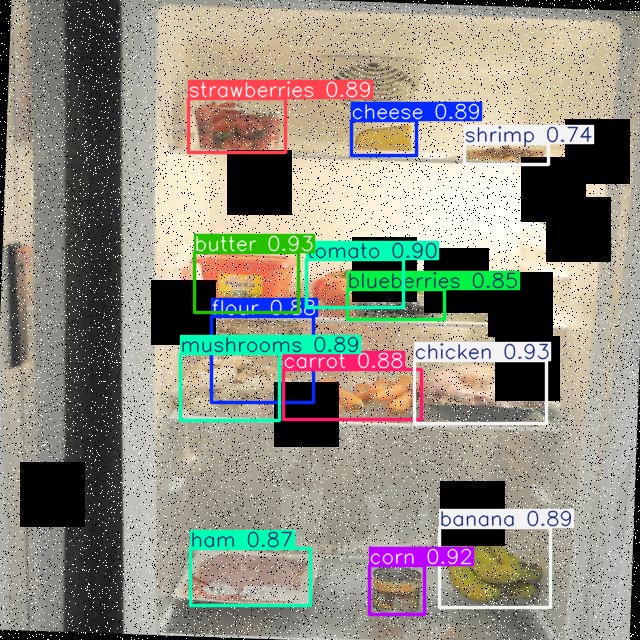 strawberries 0.89
cheese 0.89
shrimp 0.74
butter 0.93
tomato 0.90
blueberries 0.85
flour 0.88
mushrooms 0.89
carrot 0.88
chicken 0.93
banana 0.89
ham 0.87
corn 0.92